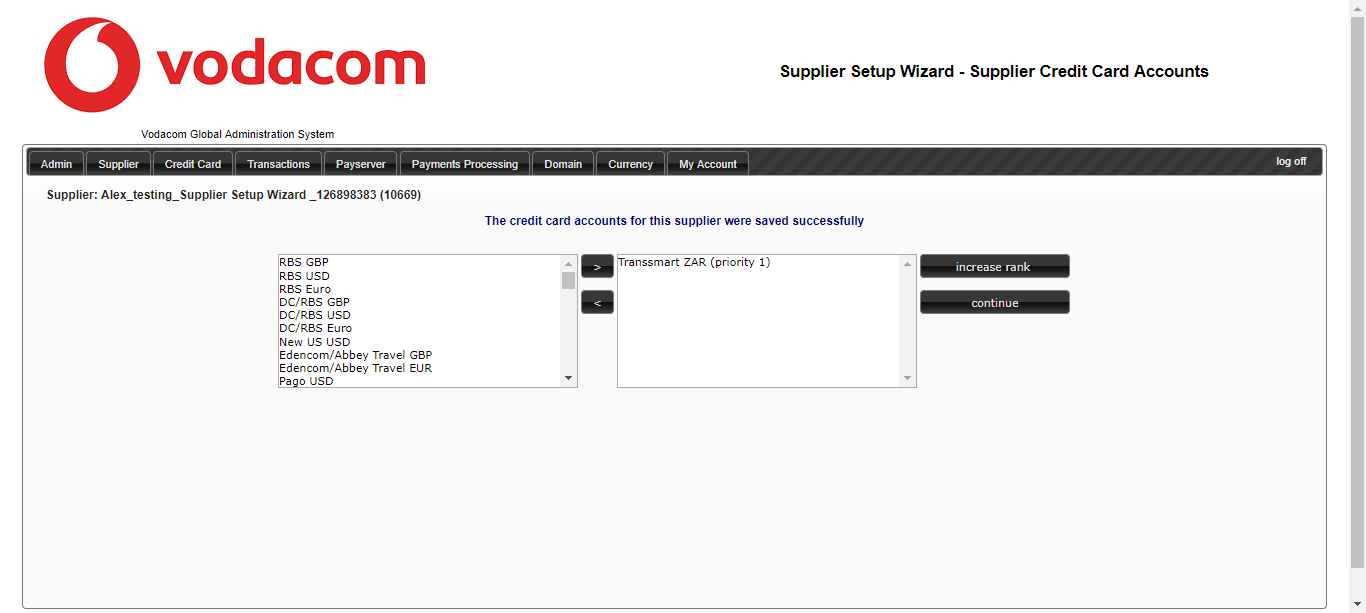 vodacom
Supplier Setup Wizard - Supplier Credit Card Accounts
Vodacom Global Administration System
Admin Supplier Credit Card Transactions Payserver Payments Processing Domain Currency My Account log off
Supplier: Alex_testing_Supplier Setup Wizard _126898383 (10669)
The credit card accounts for this supplier were saved successfully
RBS GBP
RBS USD
RBS Euro
DC/RBS GBP
DC/RBS USD
DC/RBS Euro
New US USD
Edencom/Abbey Travel GBP
Edencom/Abbey Travel EUR
Pago USD
>
<
Transsmart ZAR (priority 1)
increase rank
continue